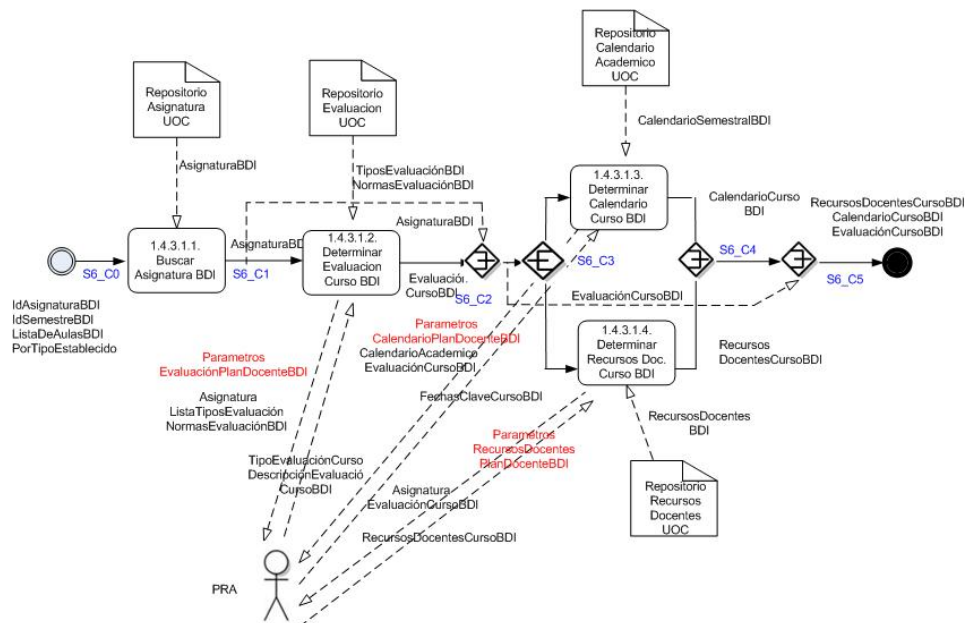 Repositorio
Calendario
Academico
UOC
Repositorio
Asignatura
UOC
Repositorio
Evaluacion
UOC
CalendarioSemestralBDI
AsignaturaBDI
TiposEvaluaciónBDI
NormasEvaluaciónBDI
1.4.3.1.3.
Determinar
Calendario
Curso BDI
CalendarioCurso
BDI
RecursosDocentesCursoBDI
CalendarioCursoBDI
EvaluaciónCursoBDI
AsignaturaBDI
1.4.3.1.1.
Buscar
Asignatura BDI
AsignaturaBD
1.4.3.1.2.
Determinar
Evaluacion
Curso BDI
S6_C0
S6_C1
S6_C3
S6_C4
S6_C5
Evaluación
CursoBDI
S6_C2
EvaluaciónCursoBDI
IdAsignaturaBDI
IdSemestreBDI
ListaDeAulasBDI
PorTipoEstablecido
Parametros
CalendarioPlanDocenteBDI
CalendarioAcademico
EvaluaciónCursoBDI
1.4.3.1.4.
Determinar
Recursos Doc.
Curso BDI
Recursos
DocentesCursoBDI
Parametros
EvaluaciónPlanDocenteBDI
FechasClaveCursoBDI
Asignatura
ListaTiposEvaluación
NormasEvaluaciónBDI
Parametros
RecursosDocentes
PlanDocenteBDI
RecursosDocentes
BDI
TipoEvaluaciónCurso
DescripciónEvaluació
CursoBDI
Asignatura
EvaluaciónCursoBDI
Repositorio
Recursos
Docentes
UOC
RecursosDocentesCursoBDI
PRA